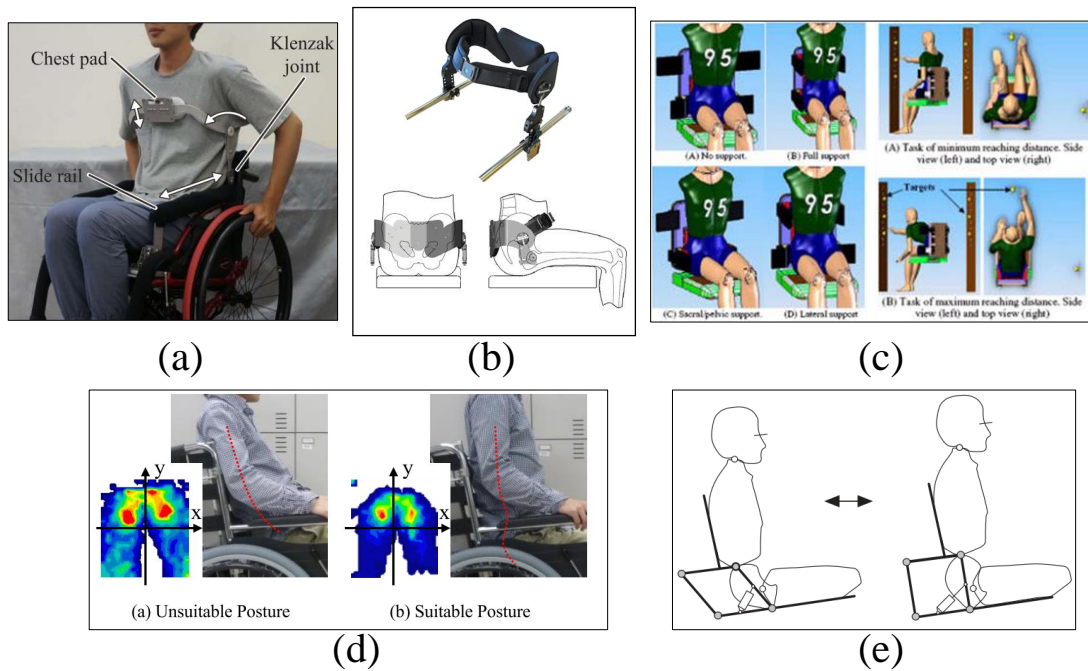 Chest pad
Klenzak
joint
Slide rail
(a)
(b)
95
95
(A) No support.
(B) Full support
95
95
(C) Sacral/pelvic support.
(D) Lateral support
(A) Task of minimum reaching distance. Side
view (left) and top view (right)
Targets
(B) Task of maximum reaching distance. Side
view (left) and top view (right)
(c)
y
x
(a) Unsuitable Posture
y
x
(b) Suitable Posture
(d)
(e)